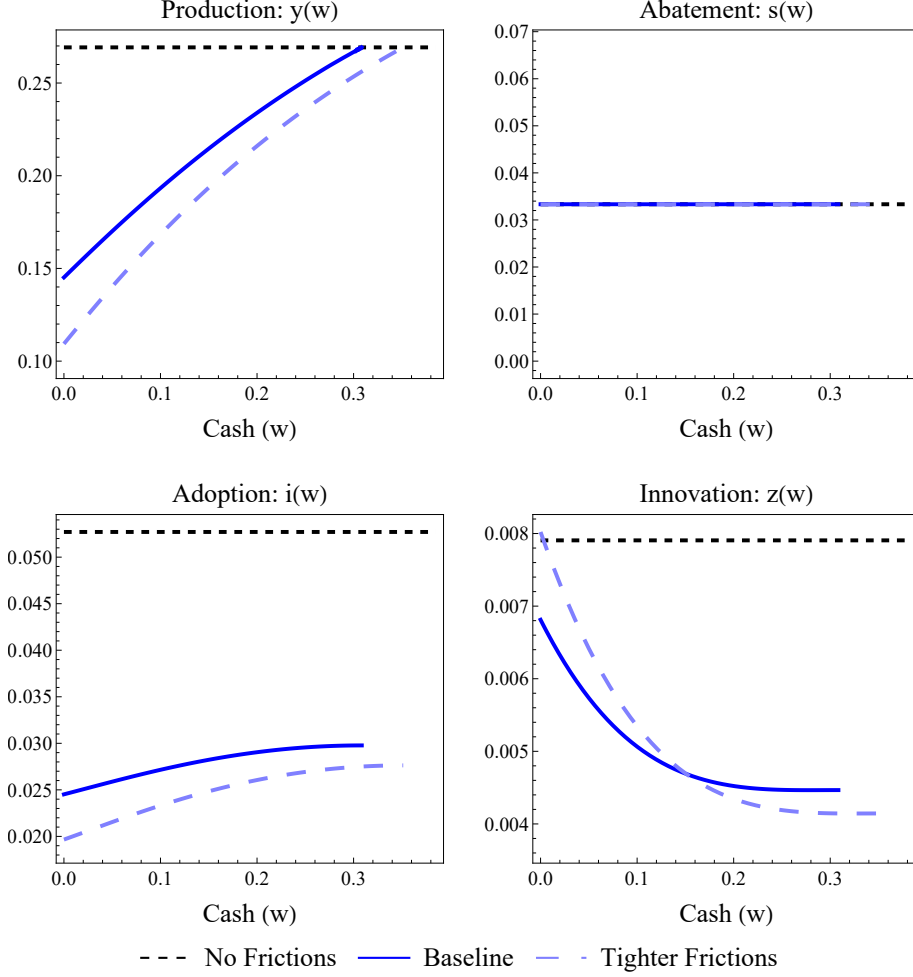 Production: y(w)
0.25
0.20
0.15
0.10
0.0 0.1 0.2 0.3
Cash (w)
Abatement: s(w)
0.07
0.06
0.05
0.04
0.03
0.02
0.01
0.00
0.0 0.1 0.2 0.3
Cash (w)
Adoption: i(w)
0.050
0.045
0.040
0.035
0.030
0.025
0.020
0.0 0.1 0.2 0.3
Cash (w)
Innovation: z(w)
0.008
0.007
0.006
0.005
0.004
0.0 0.1 0.2 0.3
Cash (w)
No Frictions Baseline Tighter Frictions